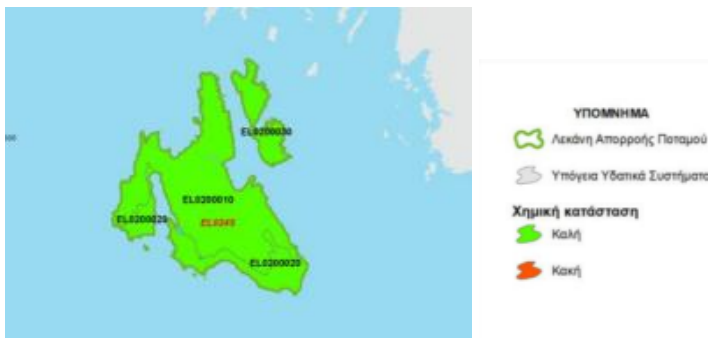 EL0200030
EL0200010
EL0200020
EL0245
EL0200020
ΥΠΟΜΝΗΜΑ
Λεκάνη Απορροής Ποταμού
Υπόγεια Υδατικά Συστήματα
Χημική κατάσταση
Καλή
Κακή